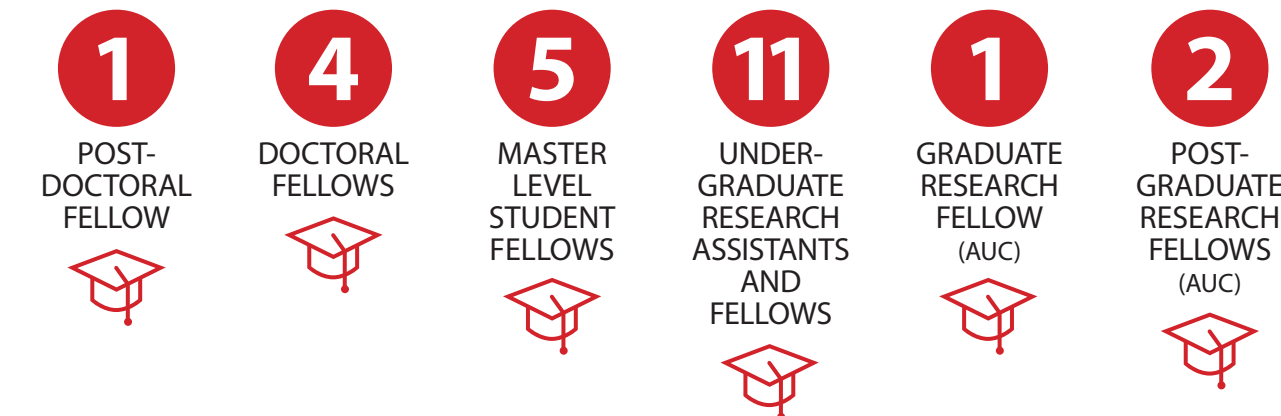 1
POST-
DOCTORAL
FELLOW
4
DOCTORAL
FELLOWS
5
MASTER
LEVEL
STUDENT
FELLOWS
11
UNDER-
GRADUATE
RESEARCH
ASSISTANTS
AND
FELLOWS
1
GRADUATE
RESEARCH
FELLOW
(AUC)
2
POST-
GRADUATE
RESEARCH
FELLOWS
(AUC)